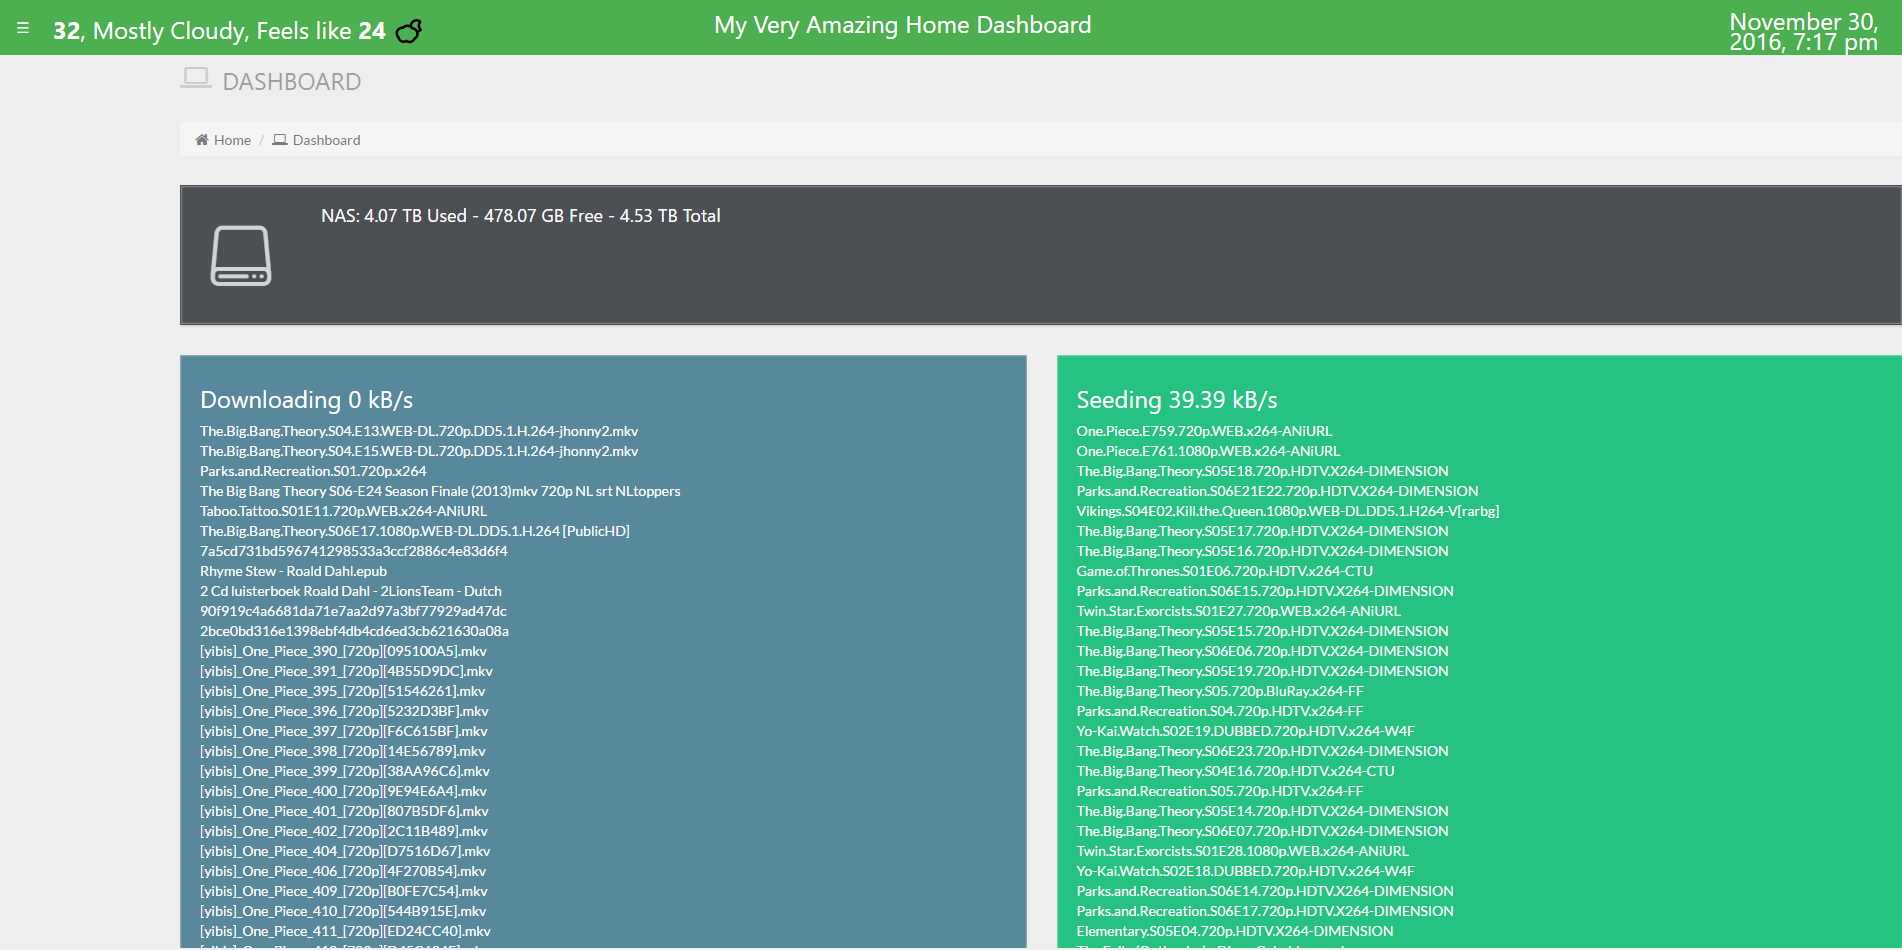 ☰ 32, Mostly Cloudy, Feels like 24
My Very Amazing Home Dashboard
November 30,
2016, 7:17 pm
DASHBOARD
Home / Dashboard
NAS: 4.07 TB Used - 478.07 GB Free - 4.53 TB Total
Downloading 0 kB/s
The.Big.Bang.Theory.S04.E13.WEB-DL.720p.DD5.1.H.264-jhonny2.mkv
The.Big.Bang.Theory.S04.E15.WEB-DL.720p.DD5.1.H.264-jhonny2.mkv
Parks.and.Recreation.S01.720p.x264
The Big Bang Theory S06-E24 Season Finale (2013)mkv 720p NL srt NLtoppers
Taboo.Tattoo.S01E11.720p.WEB.x264-ANiURL
The.Big.Bang.Theory.S06E17.1080p.WEB-DL.DD5.1.H.264 [PublicHD]
7a5cd731bd596741298533a3ccf2886c4e83d6f4
Rhyme Stew - Roald Dahl.epub
2 Cd luisterboek Roald Dahl - 2LionsTeam - Dutch
90f919c4a6681da71e7aa2d97a3bf77929ad47dc
2bce0bd316e1398ebf4db4cd6ed3cb621630a08a
[yibis]_One_Piece_390_[720p][095100A5].mkv
[yibis]_One_Piece_391_[720p][4B55D9DC].mkv
[yibis]_One_Piece_395_[720p][51546261].mkv
[yibis]_One_Piece_396_[720p][5232D3BF].mkv
[yibis]_One_Piece_397_[720p][F6C615BF].mkv
[yibis]_One_Piece_398_[720p][14E56789].mkv
[yibis]_One_Piece_399_[720p][38AA96C6].mkv
[yibis]_One_Piece_400_[720p][9E94E6A4].mkv
[yibis]_One_Piece_401_[720p][807B5DF6].mkv
[yibis]_One_Piece_402_[720p][2C11B489].mkv
[yibis]_One_Piece_404_[720p][D7516D67].mkv
[yibis]_One_Piece_406_[720p][4F270B54].mkv
[yibis]_One_Piece_409_[720p][B0FE7C54].mkv
[yibis]_One_Piece_410_[720p][544B915E].mkv
[yibis]_One_Piece_411_[720p][ED24CC40].mkv
Seeding 39.39 kB/s
One.Piece.E759.720p.WEB.x264-ANiURL
One.Piece.E761.1080p.WEB.x264-ANiURL
The.Big.Bang.Theory.S05E18.720p.HDTV.X264-DIMENSION
Parks.and.Recreation.S06E21E22.720p.HDTV.X264-DIMENSION
Vikings.S04E02.Kill.the.Queen.1080p.WEB-DL.DD5.1.H264-V[rarbg]
The.Big.Bang.Theory.S05E17.720p.HDTV.X264-DIMENSION
The.Big.Bang.Theory.S05E16.720p.HDTV.X264-DIMENSION
Game.of.Thrones.S01E06.720p.HDTV.x264-CTU
Parks.and.Recreation.S06E15.720p.HDTV.X264-DIMENSION
Twin.Star.Exorcists.S01E27.720p.WEB.x264-ANiURL
The.Big.Bang.Theory.S05E15.720p.HDTV.X264-DIMENSION
The.Big.Bang.Theory.S06E06.720p.HDTV.X264-DIMENSION
The.Big.Bang.Theory.S05E19.720p.HDTV.X264-DIMENSION
The.Big.Bang.Theory.S05.720p.BluRay.x264-FF
Parks.and.Recreation.S04.720p.HDTV.x264-FF
Yo-Kai.Watch.S02E19.DUBBED.720p.HDTV.x264-W4F
The.Big.Bang.Theory.S06E23.720p.HDTV.X264-DIMENSION
The.Big.Bang.Theory.S04E16.720p.HDTV.x264-CTU
Parks.and.Recreation.S05.720p.HDTV.x264-FF
The.Big.Bang.Theory.S05E14.720p.HDTV.X264-DIMENSION
The.Big.Bang.Theory.S06E07.720p.HDTV.X264-DIMENSION
Twin.Star.Exorcists.S01E28.1080p.WEB.x264-ANiURL
Yo-Kai.Watch.S02E18.DUBBED.720p.HDTV.x264-W4F
Parks.and.Recreation.S06E14.720p.HDTV.X264-DIMENSION
Parks.and.Recreation.S06E17.720p.HDTV.X264-DIMENSION
Elementary.S05E04.720p.HDTV.X264-DIMENSION